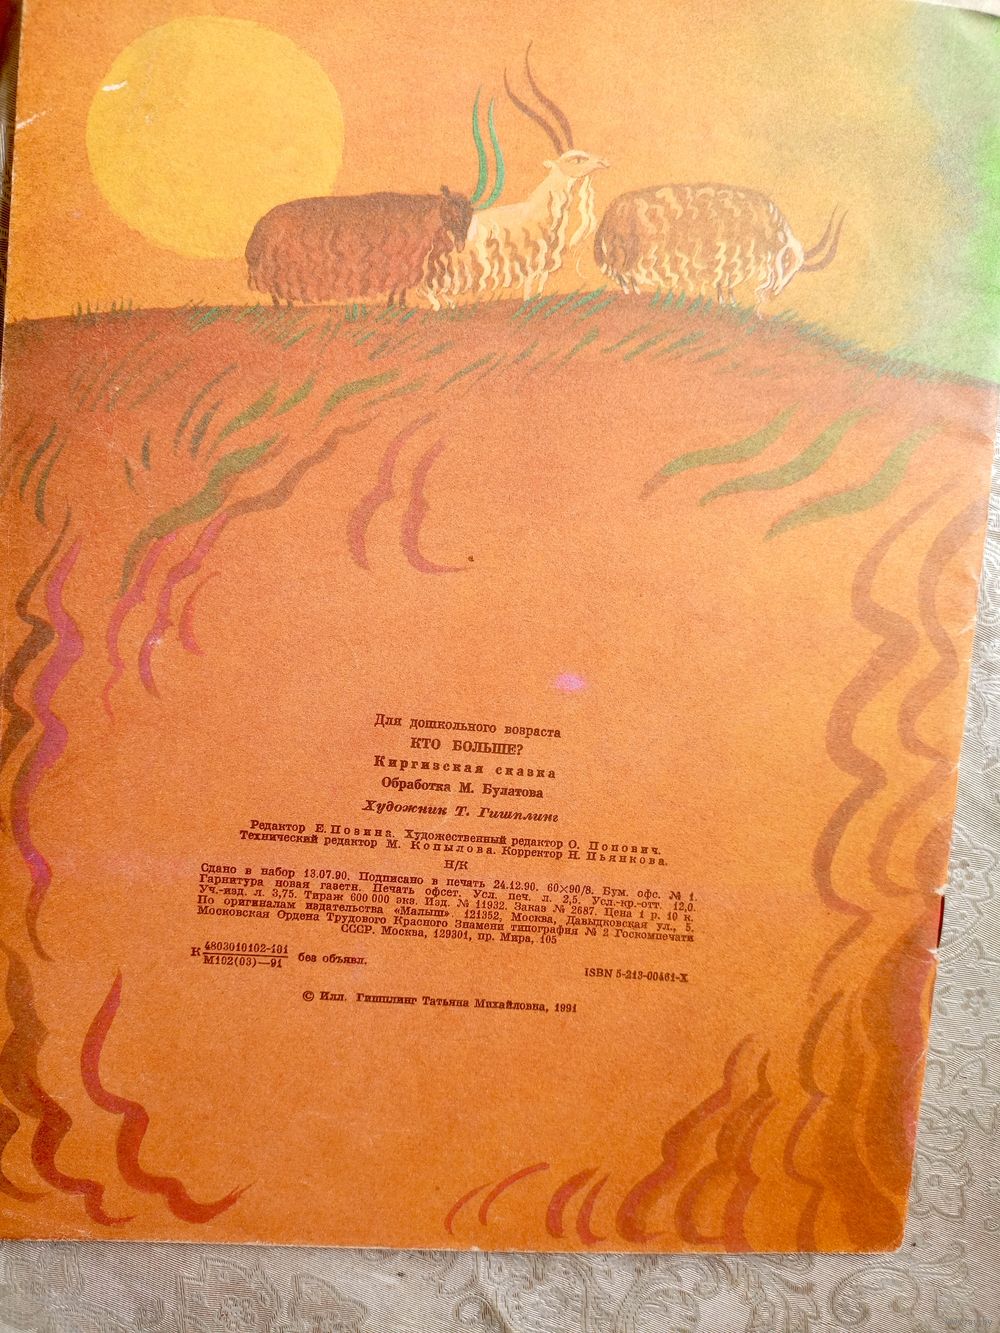 Для дошкольного возраста
КТО БОЛЬШЕ?
Киргизская сказка
Обработка М. Булатова
Художник Т. Гишплинг
Редактор Е. Позина. Художественный редактор О. Попович.
Технический редактор М. Копылова. Корректор Н. Пьянкова.
Н/К
Сдано в набор 13.07.90. Подписано в печать 24.12.90. 60×90/8. Бум. офс. № 1.
Гарнитура новая газетн. Печать офсет. Усл. печ. л. 2,5. Усл.-кр.-отт. 12,0.
Уч.-изд. л. 3,75. Тираж 600 000 экз. Изд. № 11932. Заказ № 2687. Цена 1 р. 10 к.
По оригиналам издательства «Малыш». 121352, Москва, Давыдковская ул., 5.
Московская Ордена Трудового Красного Знамени типография № 2 Госкомпечати
СССР. Москва, 129301, пр. Мира, 105
К 4803010102-101
М102(03)—91 без объявл.
ISBN 5-213-00461-X
© Илл. Гишплинг Татьяна Михайловна, 1991